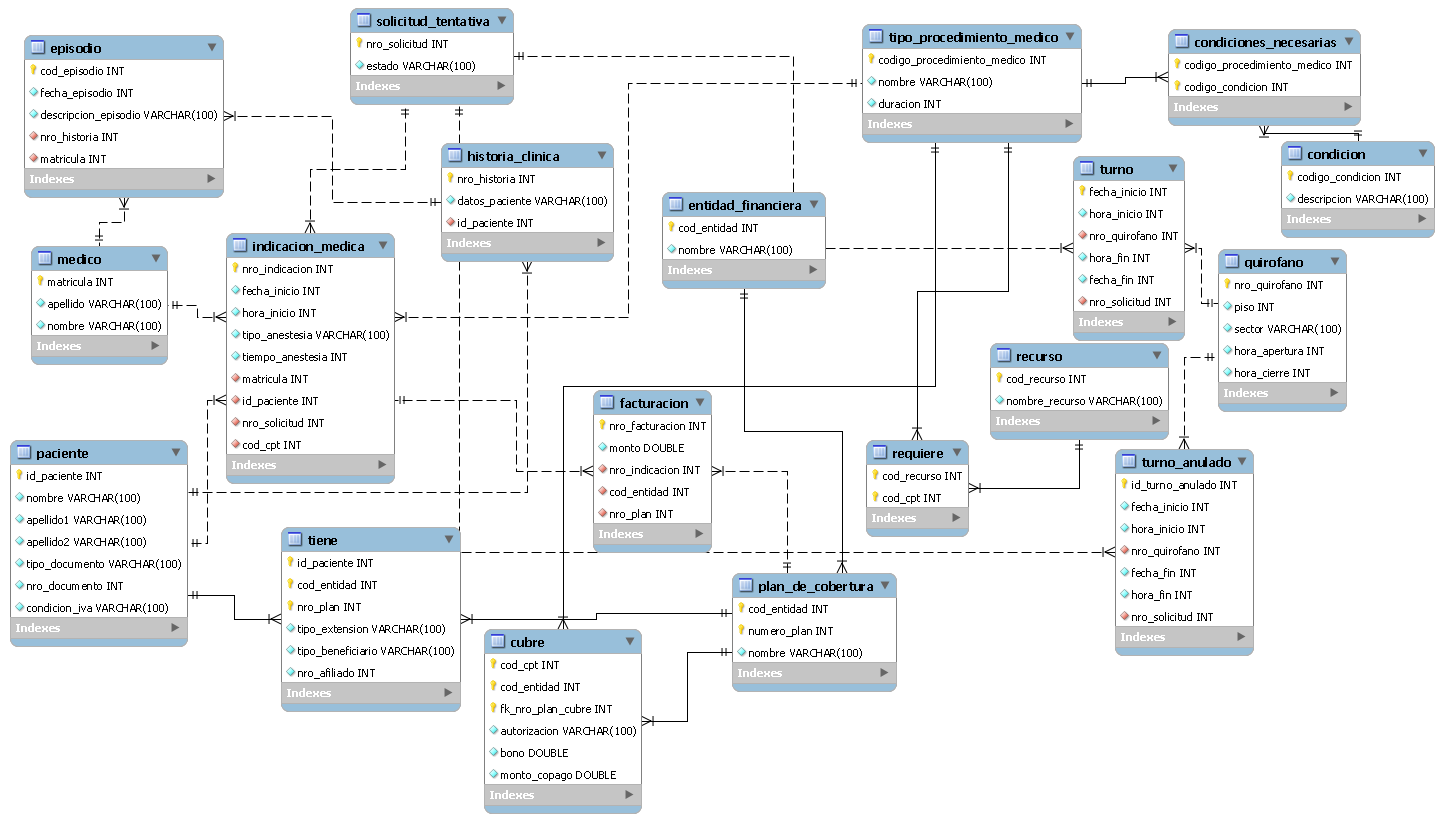 episodio
cod_episodio INT
fecha_episodio INT
descripcion_episodio VARCHAR(100)
nro_historia INT
matricula INT
Indexes
solicitud_tentativa
nro_solicitud INT
estado VARCHAR(100)
Indexes
tipo_procedimiento_medico
codigo_procedimiento_medico INT
nombre VARCHAR(100)
duracion INT
Indexes
condiciones_necesarias
codigo_procedimiento_medico INT
codigo_condicion INT
Indexes
historia_clinica
nro_historia INT
datos_paciente VARCHAR(100)
id_paciente INT
Indexes
condicion
codigo_condicion INT
descripcion VARCHAR(100)
Indexes
turno
fecha_inicio INT
hora_inicio INT
nro_quirofano INT
hora_fin INT
fecha_fin INT
nro_solicitud INT
Indexes
entidad_financiera
cod_entidad INT
nombre VARCHAR(100)
Indexes
medico
matricula INT
apellido VARCHAR(100)
nombre VARCHAR(100)
Indexes
indicacion_medica
nro_indicacion INT
fecha_inicio INT
hora_inicio INT
tipo_anestesia VARCHAR(100)
tiempo_anestesia INT
matricula INT
id_paciente INT
nro_solicitud INT
cod_cpt INT
Indexes
quirofano
nro_quirofano INT
piso INT
sector VARCHAR(100)
hora_apertura INT
hora_cierre INT
Indexes
recurso
cod_recurso INT
nombre_recurso VARCHAR(100)
Indexes
facturacion
nro_facturacion INT
monto DOUBLE
nro_indicacion INT
cod_entidad INT
nro_plan INT
Indexes
paciente
id_paciente INT
nombre VARCHAR(100)
apellido1 VARCHAR(100)
apellido2 VARCHAR(100)
tipo_documento VARCHAR(100)
nro_documento INT
condicion_iva VARCHAR(100)
Indexes
requiere
cod_recurso INT
cod_cpt INT
Indexes
turno_anulado
id_turno_anulado INT
fecha_inicio INT
hora_inicio INT
nro_quirofano INT
fecha_fin INT
hora_fin INT
nro_solicitud INT
Indexes
tiene
id_paciente INT
cod_entidad INT
nro_plan INT
tipo_extension VARCHAR(100)
tipo_beneficiario VARCHAR(100)
nro_afiliado INT
Indexes
plan_de_cobertura
cod_entidad INT
numero_plan INT
nombre VARCHAR(100)
Indexes
cubre
cod_cpt INT
cod_entidad INT
fk_nro_plan_cubre INT
autorizacion VARCHAR(100)
bono DOUBLE
monto_copago DOUBLE
Indexes